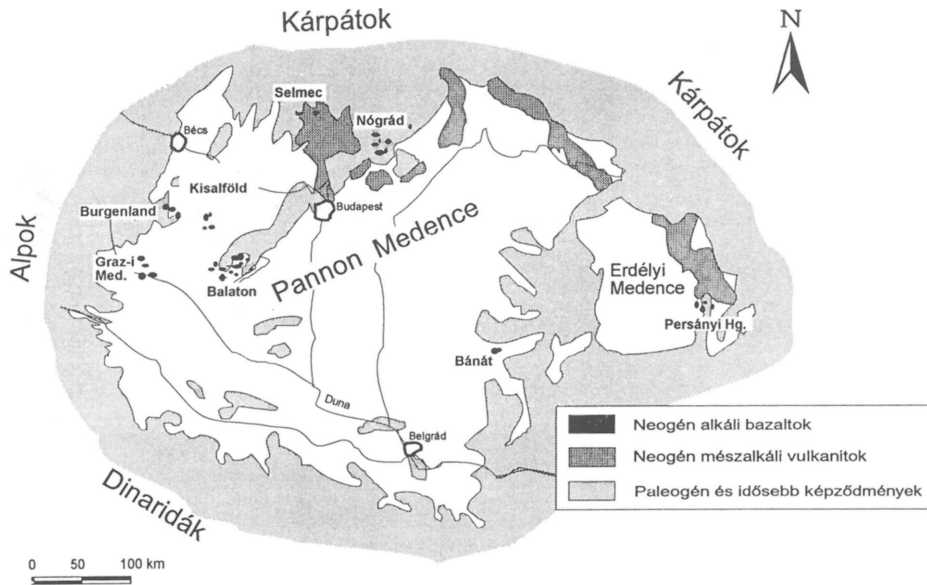 Kárpátok
N
Selmec
Nógrád
Kárpátok
Bécs
Kisalföld
Burgenland
Budapest
Alpok
Graz-i
Med.
Balaton
Pannon Medence
Erdélyi
Medence
Persányi Hg.
Bánát
Duna
Belgrád
Dinaridák
Neogén alkáli bazaltok
Neogén mészalkáli vulkanitok
Paleogén és idősebb képződmények
0 50 100 km